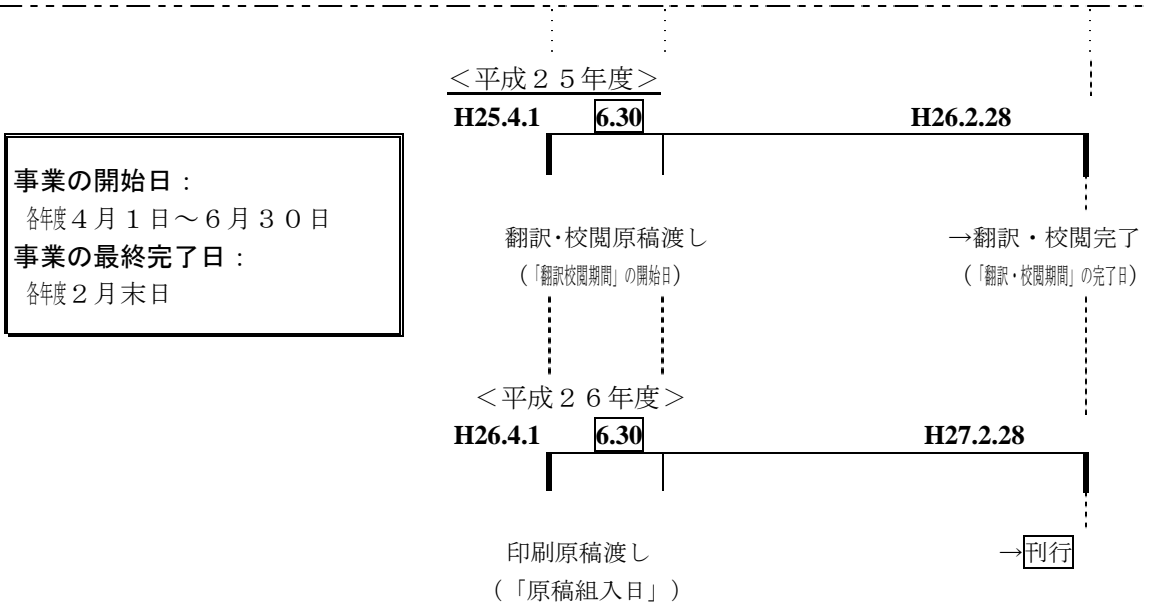 ＜平成２５年度＞
H25.4.1 6.30 H26.2.28
事業の開始日：
各年度４月１日～６月３０日
事業の最終完了日：
各年度２月末日
翻訳・校閲原稿渡し →翻訳・校閲完了
（「翻訳校閲期間」の開始日） （「翻訳・校閲期間」の完了日）
＜平成２６年度＞
H26.4.1 6.30 H27.2.28
印刷原稿渡し →刊行
（「原稿組入日」）